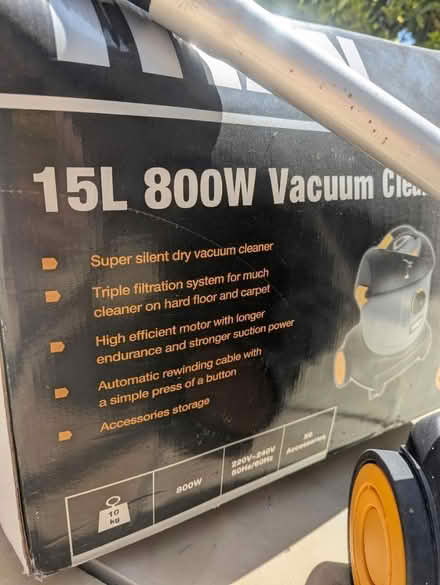 15L 800W Vacuum
Super silent dry vacuum cleaner
Triple filtration system for much
cleaner on hard floor and carpet
High efficient motor with longer
endurance and stronger suction power
Automatic rewinding cable with
a simple press of a button
Accessories storage
10
kg
800W
220V~240V
50Hz/60Hz
Accessories